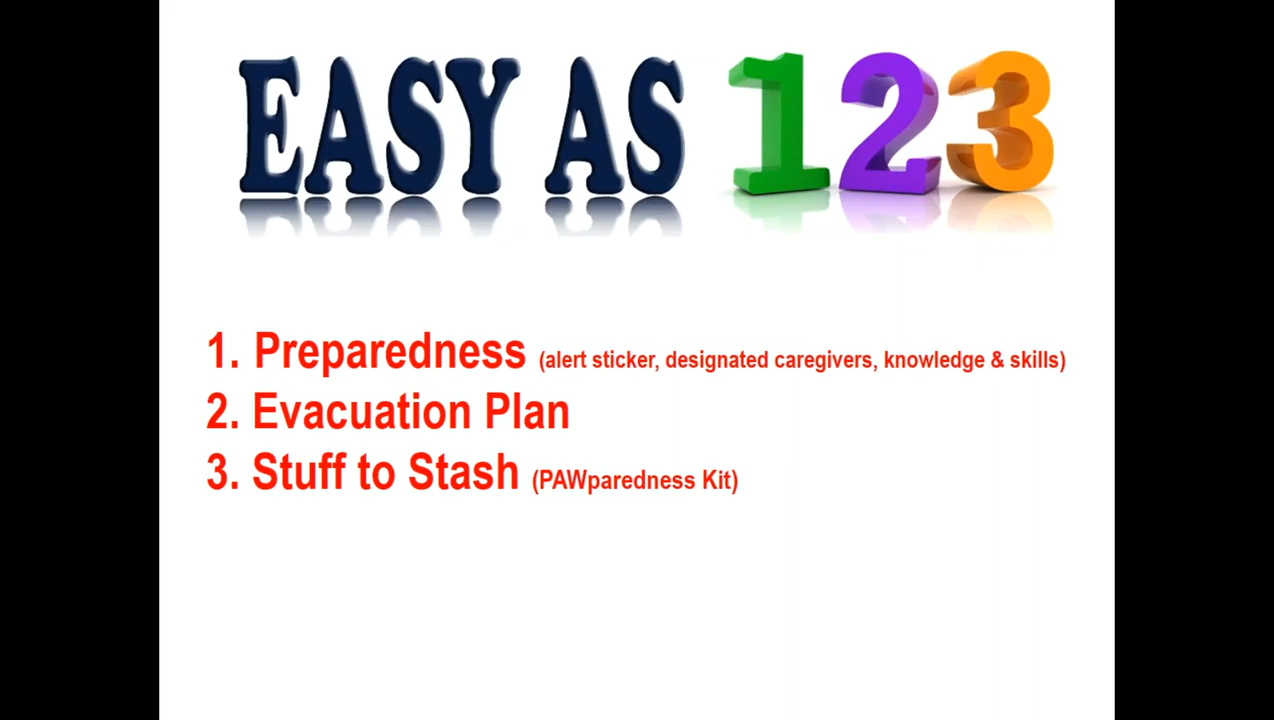 EASY AS 123
1. Preparedness (alert sticker, designated caregivers, knowledge & skills)
2. Evacuation Plan
3. Stuff to Stash (PAWparedness Kit)